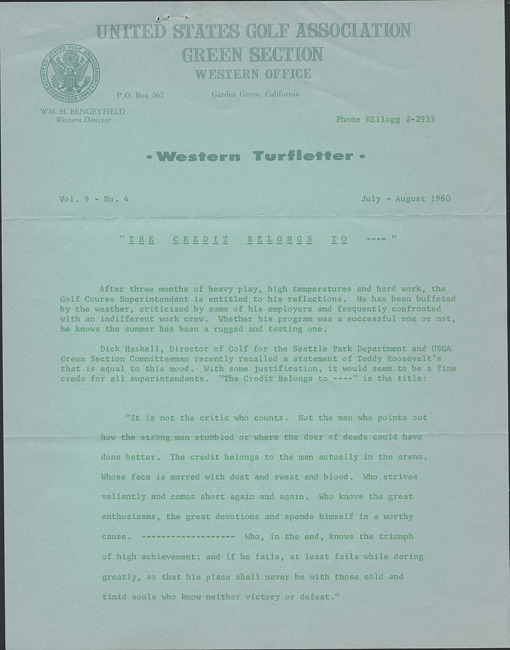 UNITED STATES GOLF ASSOCIATION
GREEN SECTION
WESTERN OFFICE
P.O. Box 567 Garden Grove, California
WM. H. BENGEYFIELD
Western Director
Phone KEllogg 2-2935
• Western Turfletter •
Vol. 9 - No. 6 July - August 1960
"THE CREDIT BELONGS TO ----"
After three months of heavy play, high temperatures and hard work, the
Golf Course Superintendent is entitled to his reflections. He has been buffeted
by the weather, criticized by some of his employers and frequently confronted
with an indifferent work crew. Whether his program was a successful one or not,
he knows the summer has been a rugged and testing one.
Dick Haskell, Director of Golf for the Seattle Park Department and USGA
Green Section Committeeman recently recalled a statement of Teddy Roosevelt's
that is equal to this mood. With some justification, it would seem to be a fine
credo for all superintendents. "The Credit Belongs to ----" is the title:
"It is not the critic who counts. Not the man who points out
how the strong man stumbled or where the doer of deeds could have
done better. The credit belongs to the man actually in the arena.
Whose face is marred with dust and sweat and blood. Who strives
valiantly and comes short again and again. Who knows the great
enthusiasms, the great devotions and spends himself in a worthy
cause. ------------------ Who, in the end, knows the triumph
of high achievement; and if he fails, at least fails while daring
greatly, so that his place shall never be with those cold and
timid souls who know neither victory or defeat."